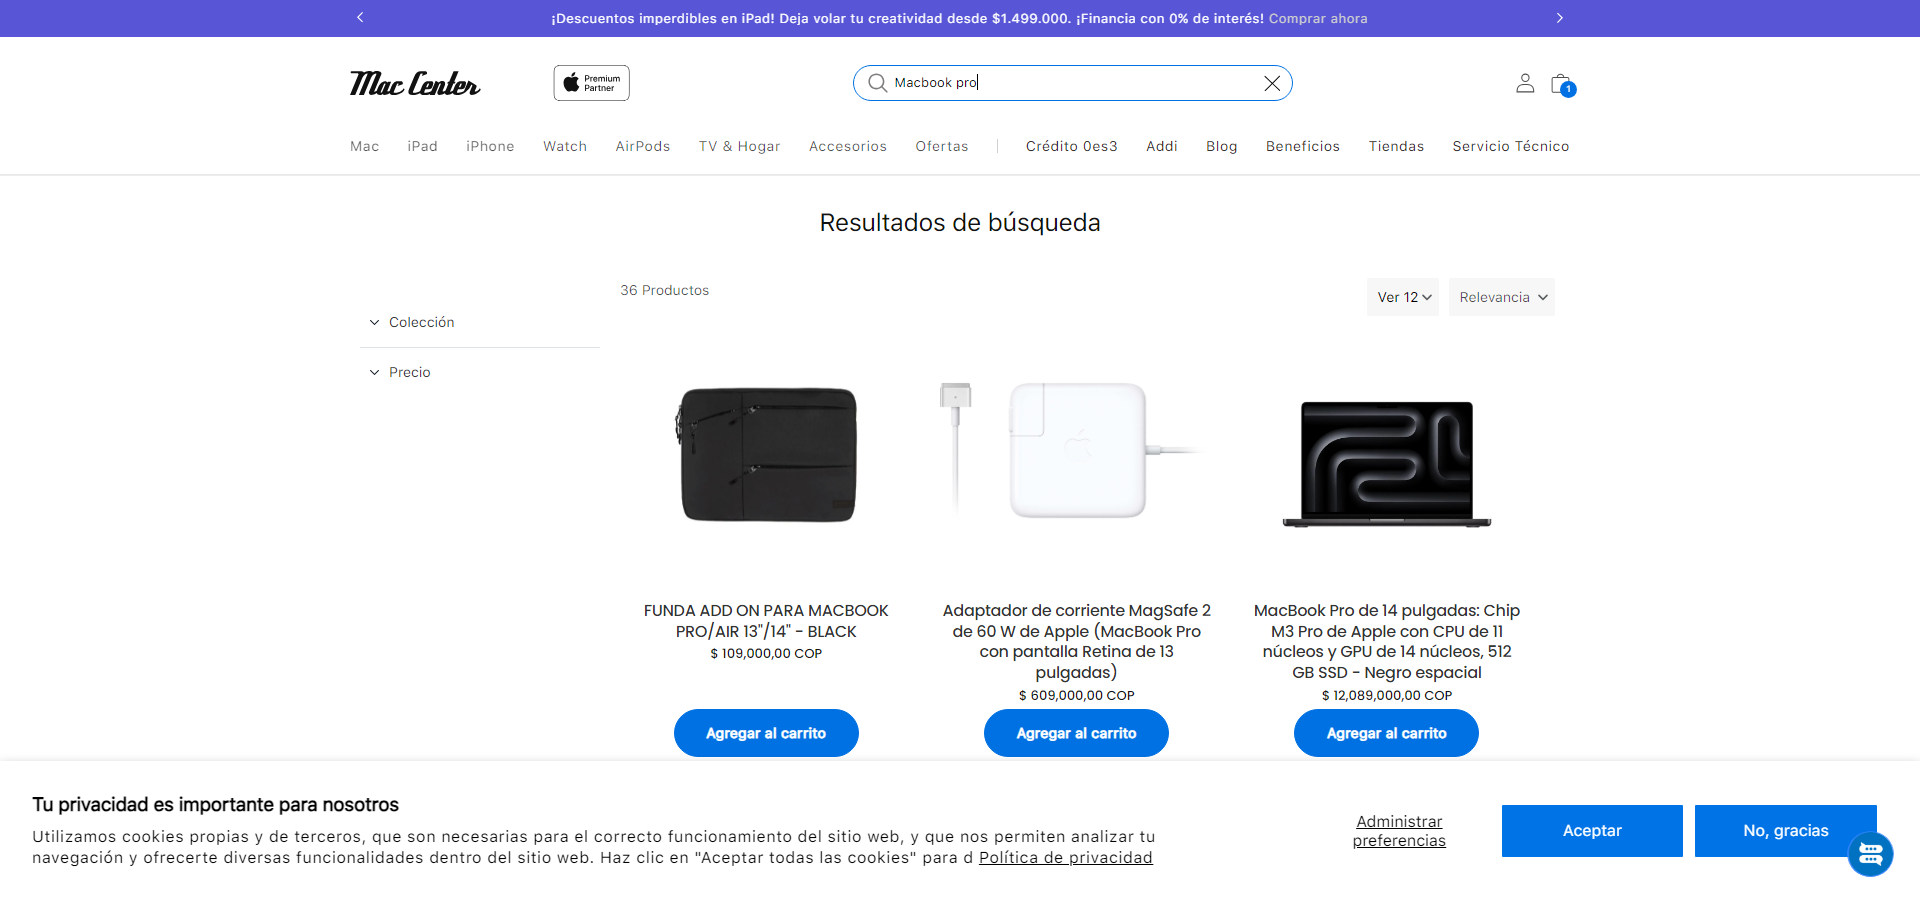 ¡Descuentos imperdibles en iPad! Deja volar tu creatividad desde $1.499.000. ¡Financia con 0% de interés! Comprar ahora
Mac Center
Premium
Partner
Macbook pro
1
Mac iPad iPhone Watch AirPods TV & Hogar Accesorios Ofertas Crédito 0es3 Addi Blog Beneficios Tiendas Servicio Técnico
Resultados de búsqueda
36 Productos
Ver 12
Relevancia
Colección
Precio
FUNDA ADD ON PARA MACBOOK
PRO/AIR 13"/14" - BLACK
$ 109,000,00 COP
Agregar al carrito
Adaptador de corriente MagSafe 2
de 60 W de Apple (MacBook Pro
con pantalla Retina de 13
pulgadas)
$ 609,000,00 COP
Agregar al carrito
MacBook Pro de 14 pulgadas: Chip
M3 Pro de Apple con CPU de 11
núcleos y GPU de 14 núcleos, 512
GB SSD - Negro espacial
$ 12,089,000,00 COP
Agregar al carrito
Tu privacidad es importante para nosotros
Utilizamos cookies propias y de terceros, que son necesarias para el correcto funcionamiento del sitio web, y que nos permiten analizar tu
navegación y ofrecerte diversas funcionalidades dentro del sitio web. Haz clic en "Aceptar todas las cookies" para d Política de privacidad
Administrar
preferencias
Aceptar
No, gracias